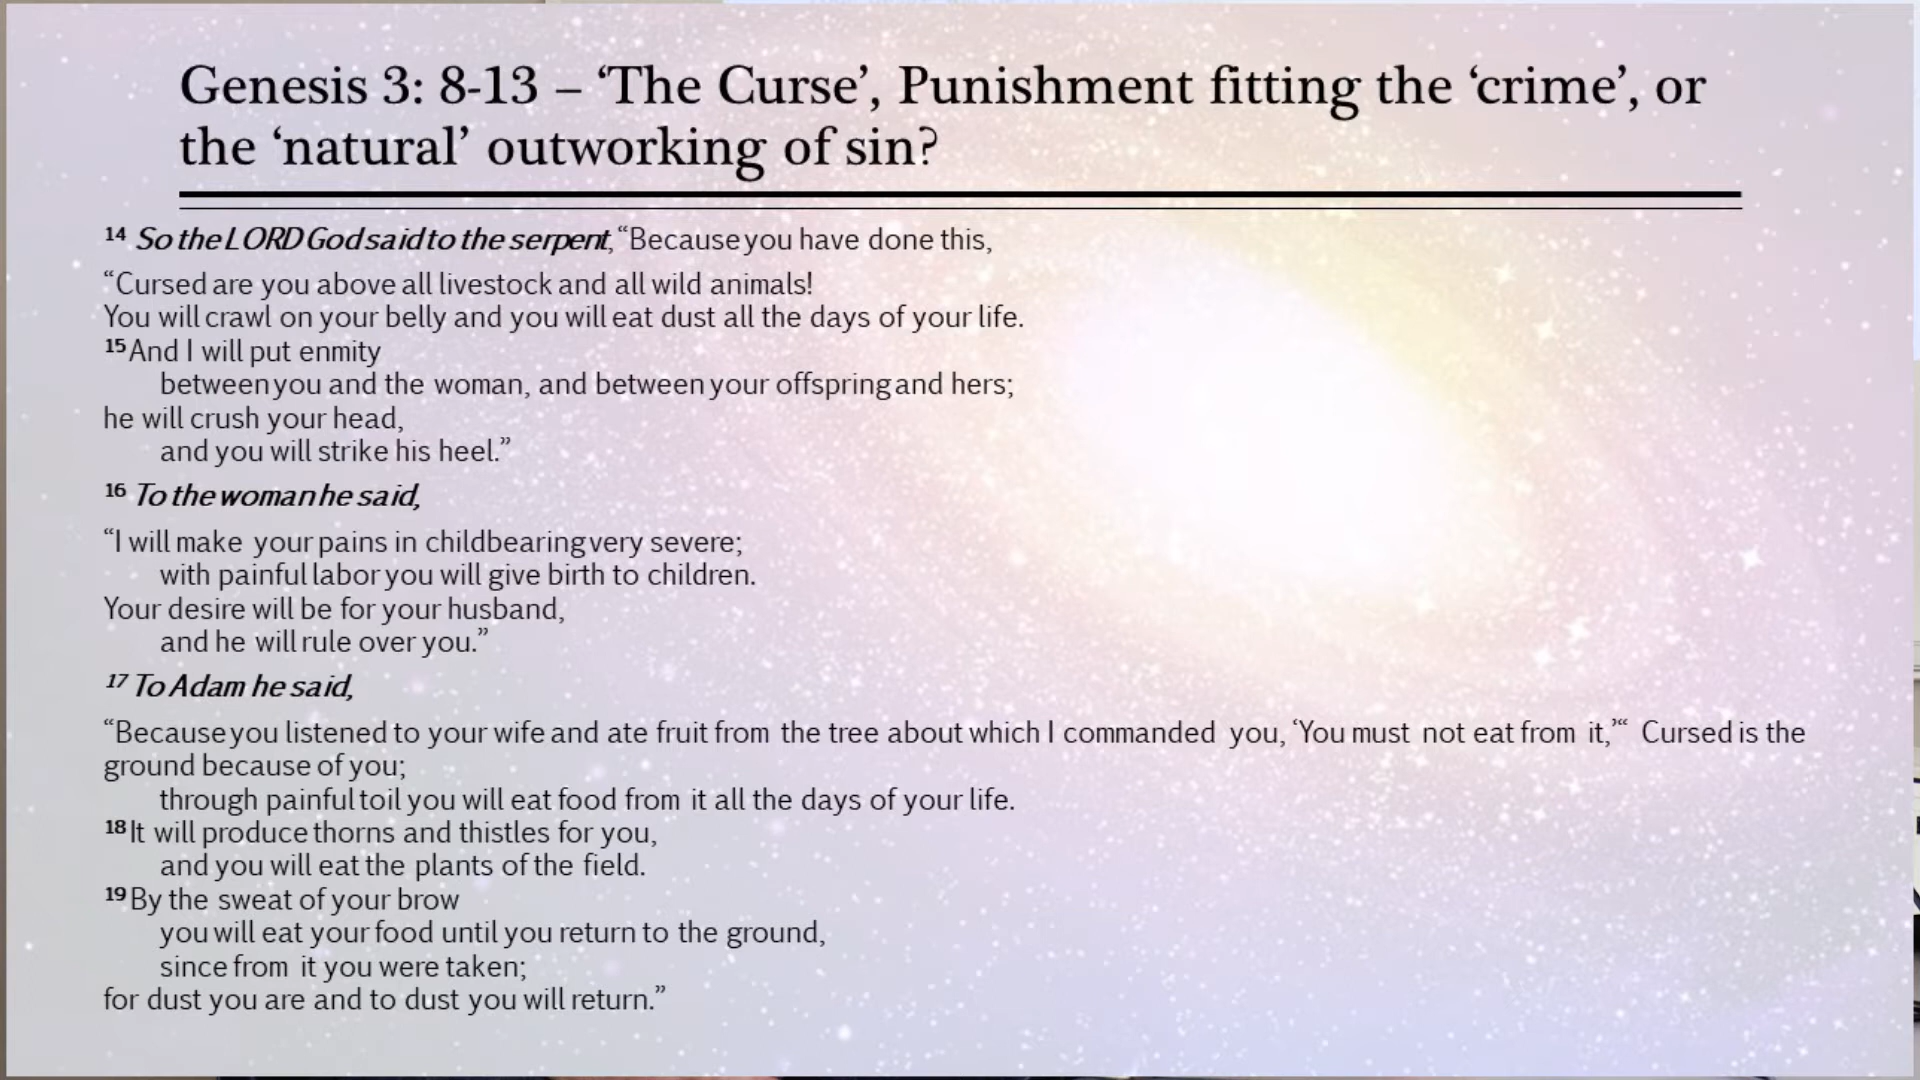 Genesis 3: 8-13 – ‘The Curse’, Punishment fitting the ‘crime’, or
the ‘natural’ outworking of sin?
14 So the LORD God said to the serpent, “Because you have done this,
“Cursed are you above all livestock and all wild animals!
You will crawl on your belly and you will eat dust all the days of your life.
15 And I will put enmity
between you and the woman, and between your offspring and hers;
he will crush your head,
and you will strike his heel.”
16 To the woman he said,
“I will make your pains in childbearing very severe;
with painful labor you will give birth to children.
Your desire will be for your husband,
and he will rule over you.”
17 To Adam he said,
“Because you listened to your wife and ate fruit from the tree about which I commanded you, ‘You must not eat from it,’“ Cursed is the
ground because of you;
through painful toil you will eat food from it all the days of your life.
18 It will produce thorns and thistles for you,
and you will eat the plants of the field.
19 By the sweat of your brow
you will eat your food until you return to the ground,
since from it you were taken;
for dust you are and to dust you will return.”